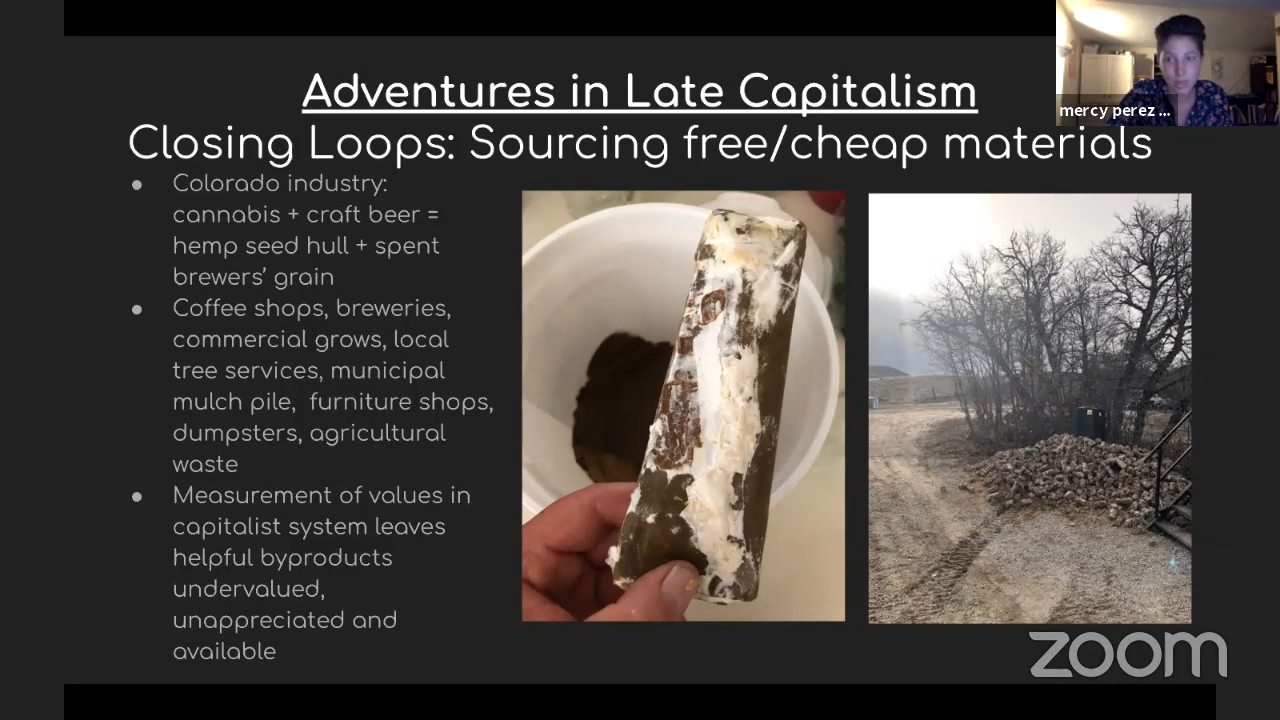 Adventures in Late Capitalism
mercy perez ...
Closing Loops: Sourcing free/cheap materials
● Colorado industry:
cannabis + craft beer =
hemp seed hull + spent
brewers’ grain
● Coffee shops, breweries,
commercial grows, local
tree services, municipal
mulch pile, furniture shops,
dumpsters, agricultural
waste
● Measurement of values in
capitalist system leaves
helpful byproducts
undervalued,
unappreciated and
available
zoom